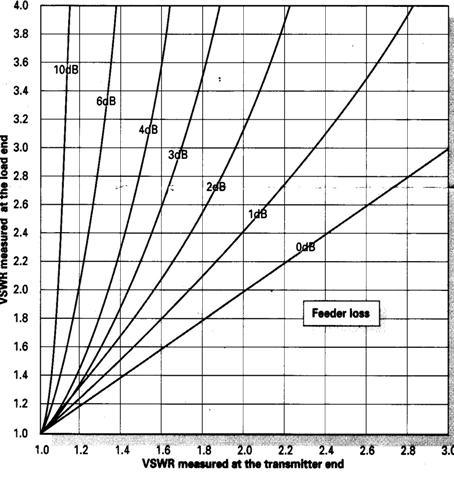 4.0
3.8
3.6
3.4
3.2
3.0
2.8
2.6
2.4
2.2
2.0
1.8
1.6
1.4
1.2
1.0
VSWR measured at the load end
10dB
6dB
4dB
3dB
2dB
1dB
0dB
Feeder loss
1.0 1.2 1.4 1.6 1.8 2.0 2.2 2.4 2.6 2.8 3.0
VSWR measured at the transmitter end